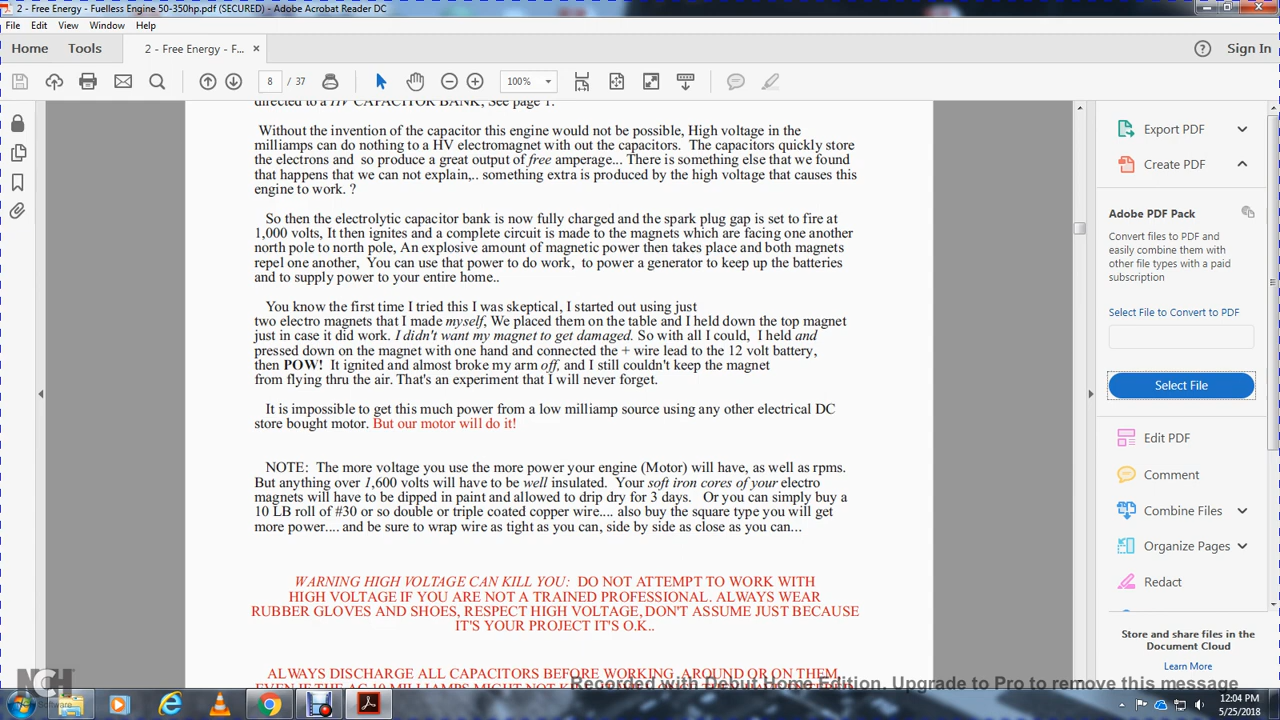 2 - Free Energy - Fuelless Engine 50-350hp.pdf (SECURED) - Adobe Acrobat Reader DC
File Edit View Window Help
Home Tools 2 - Free Energy - F... × Sign In
8 / 37 100%
directed to a HV CAPACITOR BANK, See page 1.
Without the invention of the capacitor this engine would not be possible, High voltage in the
milliamps can do nothing to a HV electromagnet with out the capacitors. The capacitors quickly store
the electrons and so produce a great output of free amperage... There is something else that we found
that happens that we can not explain,.. something extra is produced by the high voltage that causes this
engine to work. ?
So then the electrolytic capacitor bank is now fully charged and the spark plug gap is set to fire at
1,000 volts, It then ignites and a complete circuit is made to the magnets which are facing one another
north pole to north pole, An explosive amount of magnetic power then takes place and both magnets
repel one another, You can use that power to do work, to power a generator to keep up the batteries
and to supply power to your entire home..
You know the first time I tried this I was skeptical, I started out using just
two electro magnets that I made myself, We placed them on the table and I held down the top magnet
just in case it did work. I didn't want my magnet to get damaged. So with all I could, I held and
pressed down on the magnet with one hand and connected the + wire lead to the 12 volt battery,
then POW! It ignited and almost broke my arm off, and I still couldn't keep the magnet
from flying thru the air. That's an experiment that I will never forget.
It is impossible to get this much power from a low milliamp source using any other electrical DC
store bought motor. But our motor will do it!
NOTE: The more voltage you use the more power your engine (Motor) will have, as well as rpms.
But anything over 1,600 volts will have to be well insulated. Your soft iron cores of your electro
magnets will have to be dipped in paint and allowed to drip dry for 3 days. Or you can simply buy a
10 LB roll of #30 or so double or triple coated copper wire.... also buy the square type you will get
more power.... and be sure to wrap wire as tight as you can, side by side as close as you can...
WARNING HIGH VOLTAGE CAN KILL YOU: DO NOT ATTEMPT TO WORK WITH
HIGH VOLTAGE IF YOU ARE NOT A TRAINED PROFESSIONAL. ALWAYS WEAR
RUBBER GLOVES AND SHOES, RESPECT HIGH VOLTAGE, DON'T ASSUME JUST BECAUSE
IT'S YOUR PROJECT IT'S O.K..
ALWAYS DISCHARGE ALL CAPACITORS BEFORE WORKING, AROUND OR ON THEM,
Export PDF
Create PDF
Adobe PDF Pack
Convert files to PDF and
easily combine them with
other file types with a paid
subscription
Select File to Convert to PDF
Select File
Edit PDF
Comment
Combine Files
Organize Pages
Redact
Store and share files in the
Document Cloud
Learn More
NCH
Software
Recorded with Debut Home Edition. Upgrade to Pro to remove this message
12:04 PM
5/25/2018